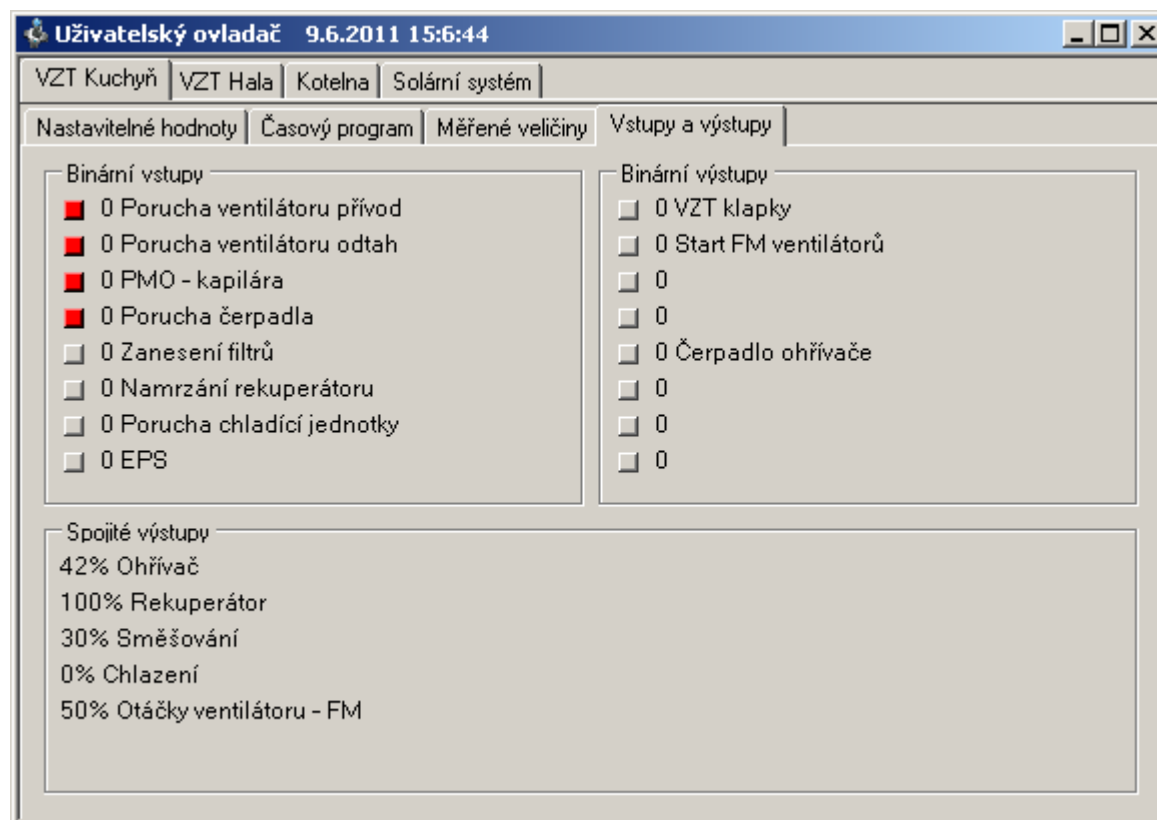 Uživatelský ovladač 9.6.2011 15:6:44
VZT Kuchyň VZT Hala Kotelna Solární systém
Nastavitelné hodnoty Časový program Měřené veličiny Vstupy a výstupy
Binární vstupy
0 Porucha ventilátoru přívod
0 Porucha ventilátoru odtah
0 PMO - kapilára
0 Porucha čerpadla
0 Zanesení filtrů
0 Namrzání rekuperátoru
0 Porucha chladící jednotky
0 EPS
Binární výstupy
0 VZT klapky
0 Start FM ventilátorů
0
0
0 Čerpadlo ohřívače
0
0
0
Spojité výstupy
42% Ohřívač
100% Rekuperátor
30% Směšování
0% Chlazení
50% Otáčky ventilátoru - FM